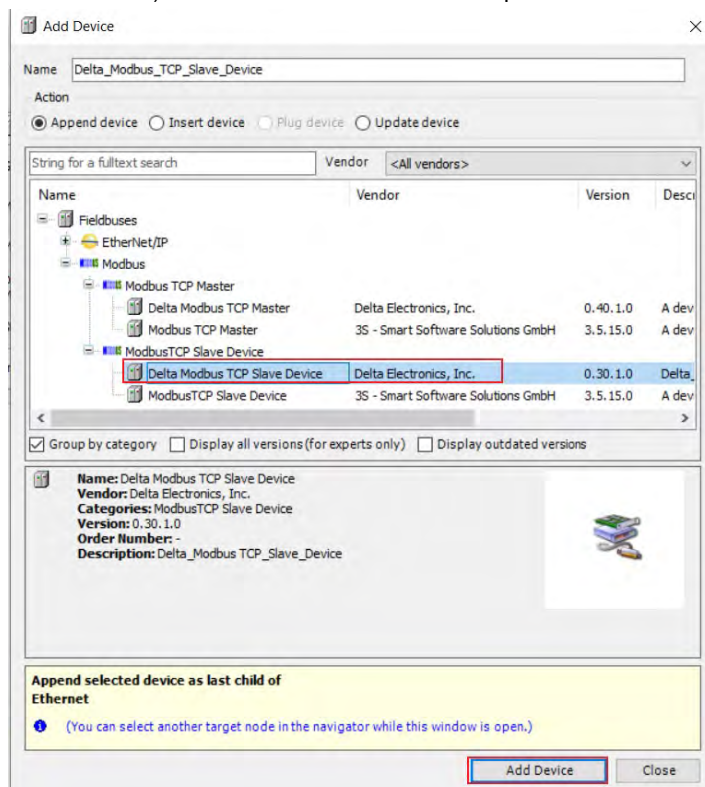 Add Device
Name Delta_Modbus_TCP_Slave_Device
Action
Append device Insert device Plug device Update device
String for a fulltext search Vendor <All vendors>
Name Vendor Version Descr
Fieldbuses
EtherNet/IP
Modbus
Modbus TCP Master
Delta Modbus TCP Master Delta Electronics, Inc. 0.40.1.0 A dev
Modbus TCP Master 3S - Smart Software Solutions GmbH 3.5.15.0 A dev
ModbusTCP Slave Device
Delta Modbus TCP Slave Device Delta Electronics, Inc. 0.30.1.0 Delta_
ModbusTCP Slave Device 3S - Smart Software Solutions GmbH 3.5.15.0 A dev
Group by category Display all versions (for experts only) Display outdated versions
Name: Delta Modbus TCP Slave Device
Vendor: Delta Electronics, Inc.
Categories: ModbusTCP Slave Device
Version: 0.30.1.0
Order Number: -
Description: Delta_Modbus TCP_Slave_Device
Append selected device as last child of
Ethernet
(You can select another target node in the navigator while this window is open.)
Add Device Close